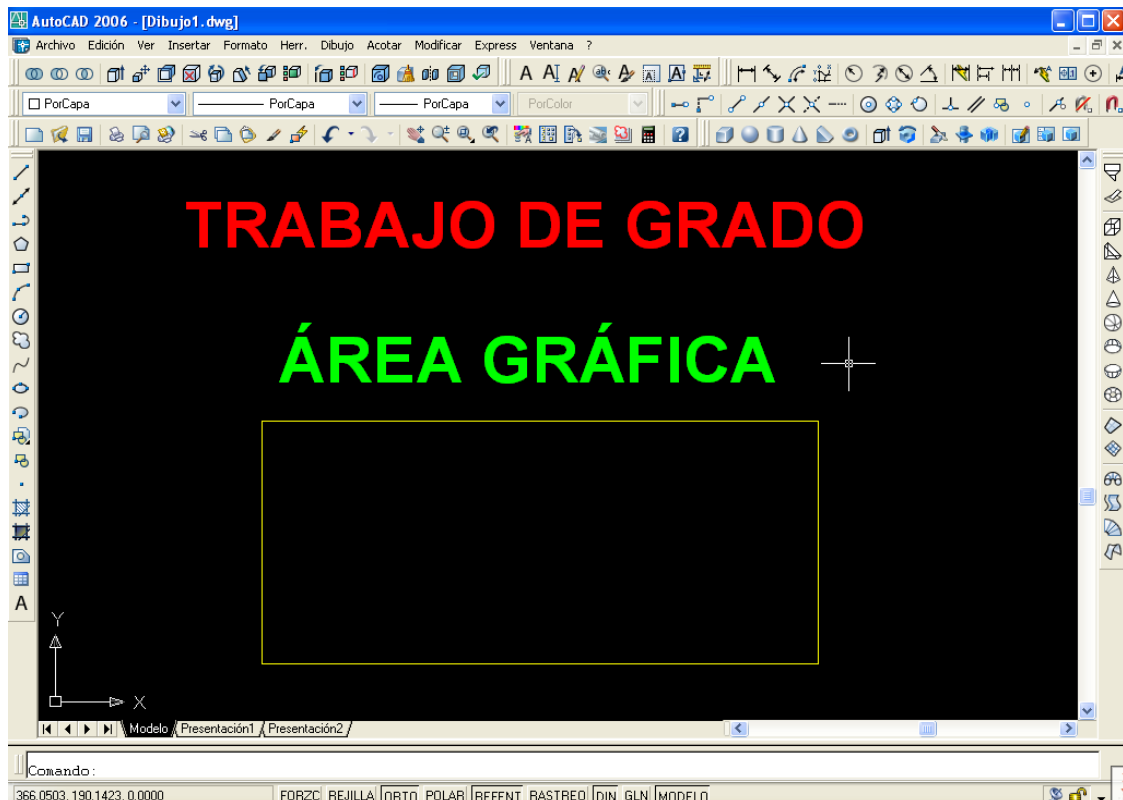 AutoCAD 2006 - [Dibujo1.dwg]
Archivo Edición Ver Insertar Formato Herr. Dibujo Acotar Modificar Express Ventana ?
PorCapa PorCapa PorCapa PorColor
TRABAJO DE GRADO
ÁREA GRÁFICA
Y
X
Modelo Presentación1 Presentación2
Comando:
366.0503, 190.1423, 0.0000 FORZC REJILLA ORTO POLAR REFENT RASTREO DIN GLN MODELO